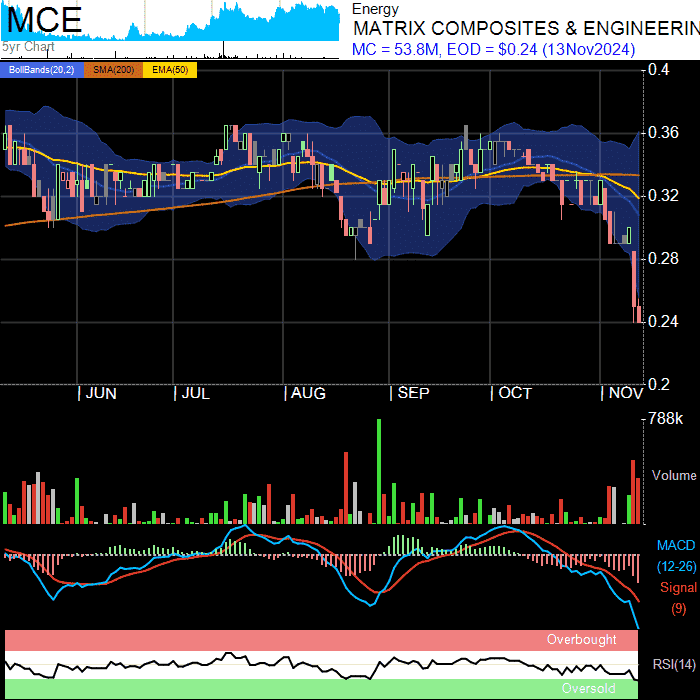 MCE
5yr Chart
Energy
MATRIX COMPOSITES & ENGINEERIN
MC = 53.8M, EOD = $0.24 (13Nov2024)
BollBands(20,2) SMA(200) EMA(50)
0.4
0.36
0.32
0.28
0.24
0.2
| JUN | JUL | AUG | SEP | OCT | NOV
788k
Volume
MACD
(12-26)
Signal
(9)
Overbought
RSI(14)
Oversold